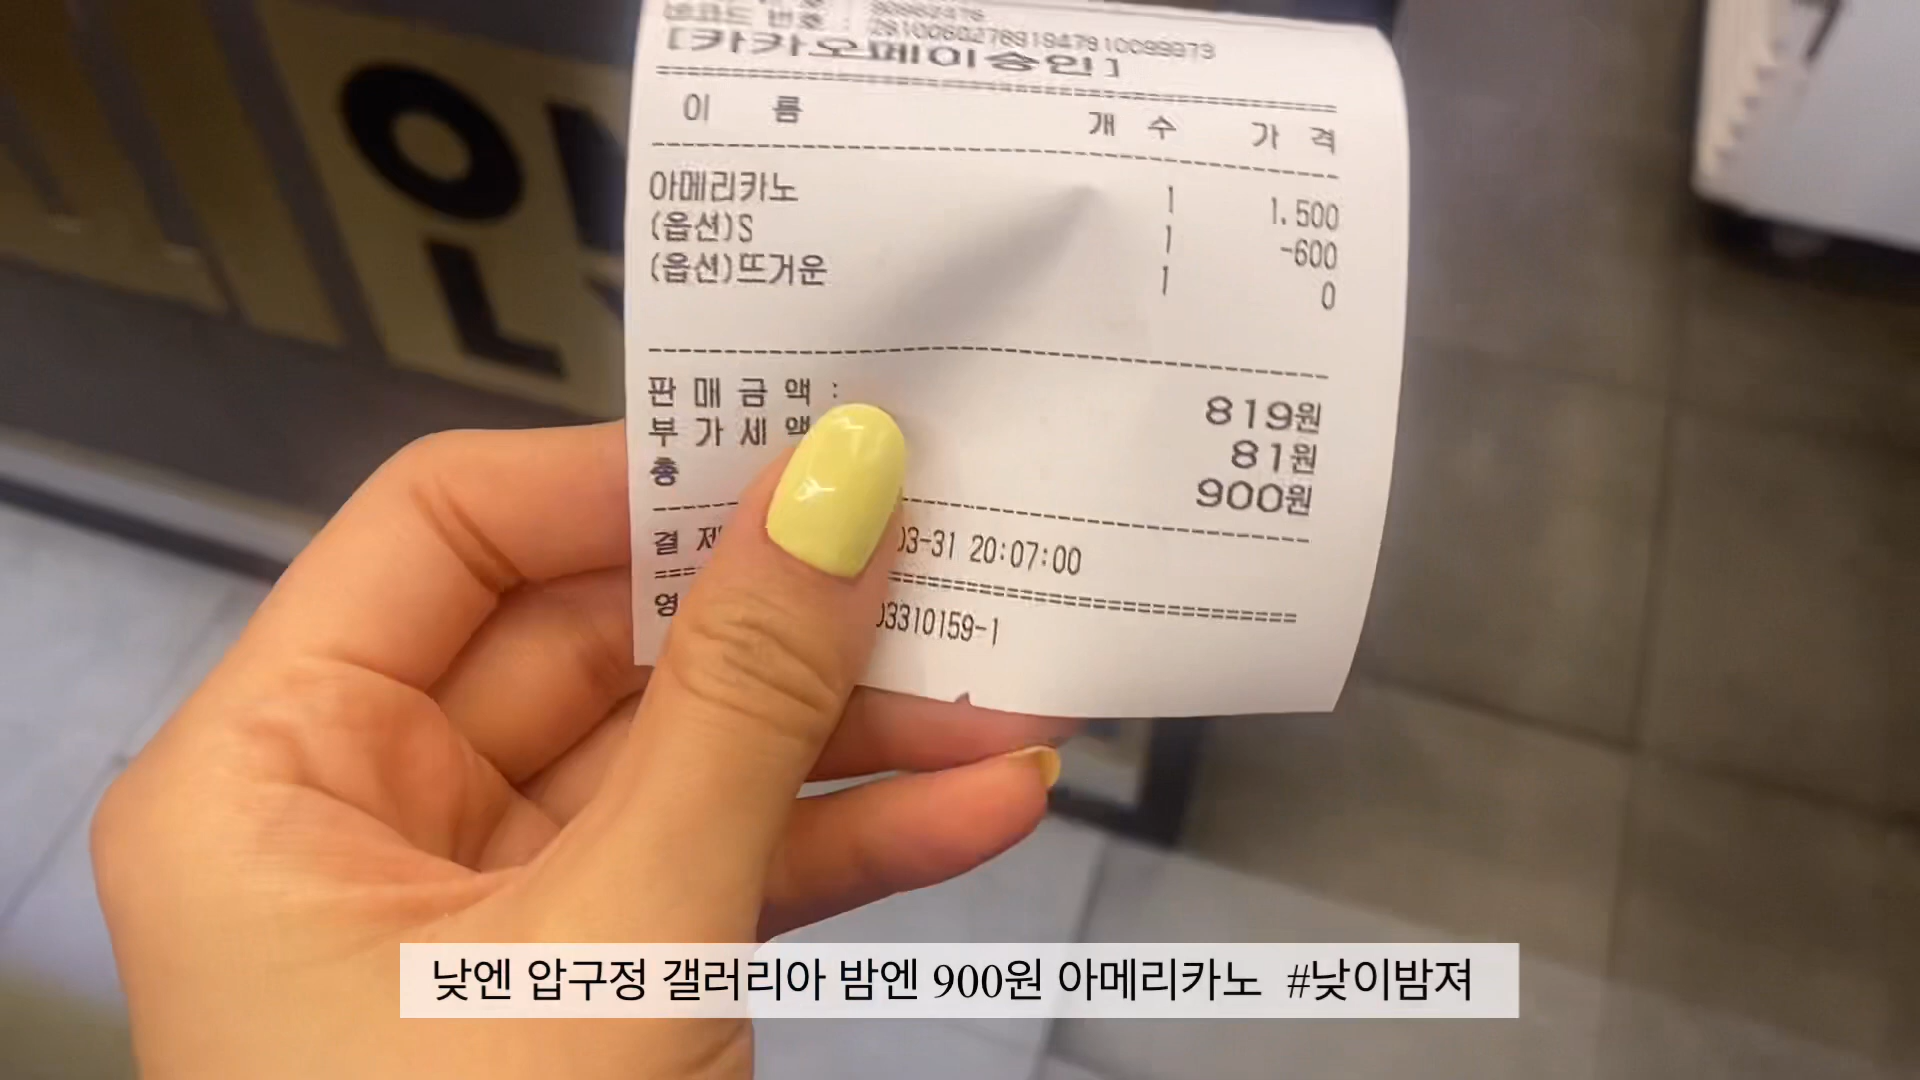 [카카오페이승인]
이 름 개 수 가 격
아메리카노 1 1,500
(옵션)S 1 -600
(옵션)뜨거운 1 0
판 매 금 액 : 819원
부 가 세 액 81원
총 900원
결 제 03-31 20:07:00
영 03310159-1
낮엔 압구정 갤러리아 밤엔 900원 아메리카노 #낮이밤져